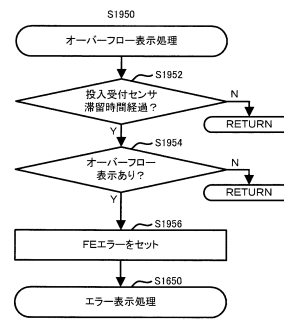 S1950
オーバーフロー表示処理
S1952
投入受付センサ
滞留時間経過？
N
RETURN
Y
S1954
オーバーフロー
表示あり？
N
RETURN
Y
S1956
FEエラーをセット
S1650
エラー表示処理